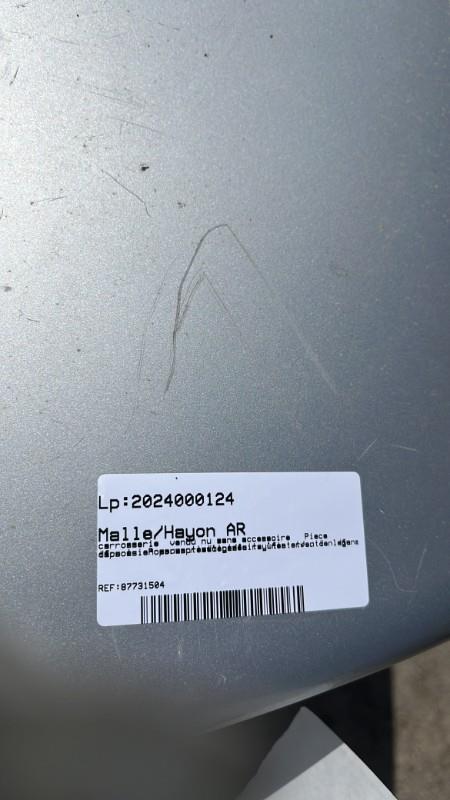 Lp:2024000124
Malle/Hayon AR
carrosserie vendu nu sans accessoire Piece
REF:87731504